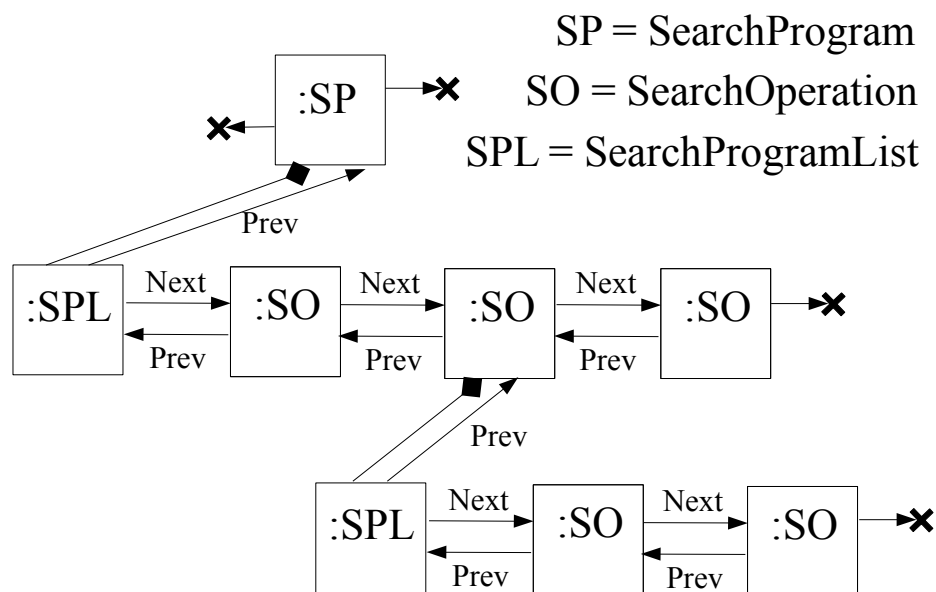 SP = SearchProgram
:SP
SO = SearchOperation
SPL = SearchProgramList
Prev
:SPL
Next
:SO
Next
:SO
Next
:SO
Prev
Prev
Prev
Prev
:SPL
Next
:SO
Next
:SO
Prev
Prev